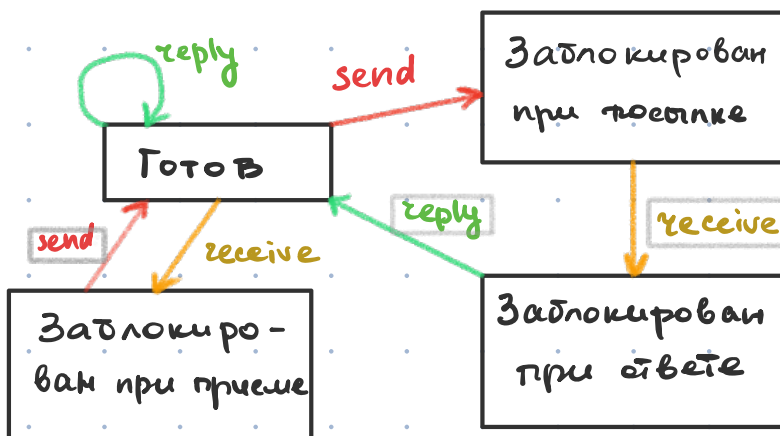 reply
send
Заблокирован
при посылке
Готов
send
receive
reply
receive
Заблокиро-
ван при приеме
Заблокирован
при ответе